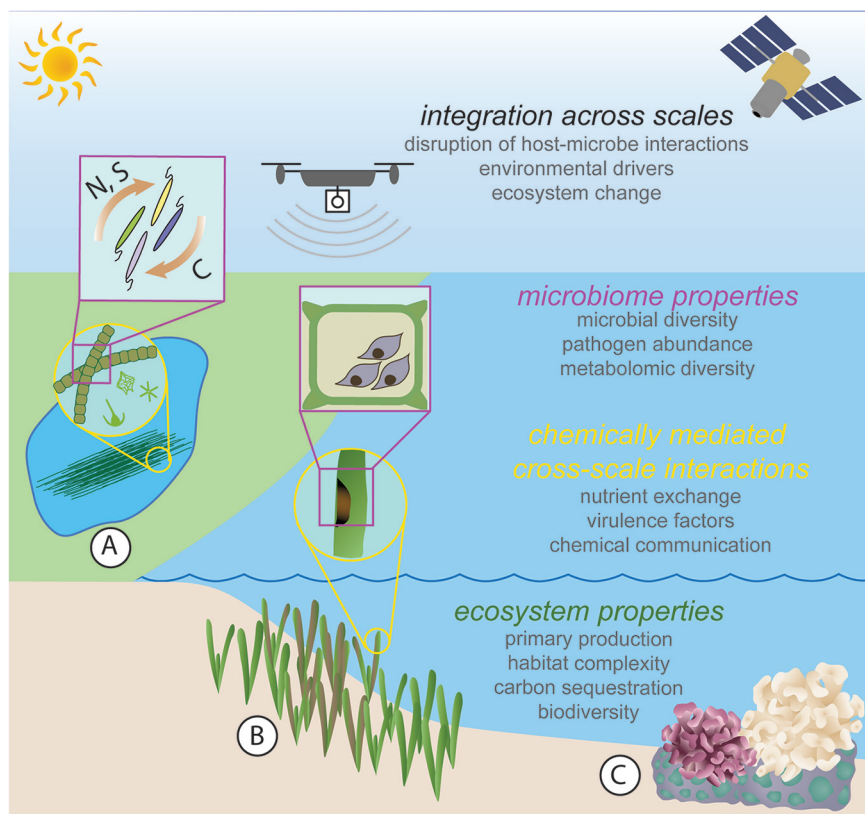 integration across scales
disruption of host-microbe interactions
environmental drivers
ecosystem change
N, S
C
microbiome properties
microbial diversity
pathogen abundance
metabolomic diversity
chemically mediated
cross-scale interactions
nutrient exchange
virulence factors
chemical communication
A
ecosystem properties
primary production
habitat complexity
carbon sequestration
biodiversity
B
C